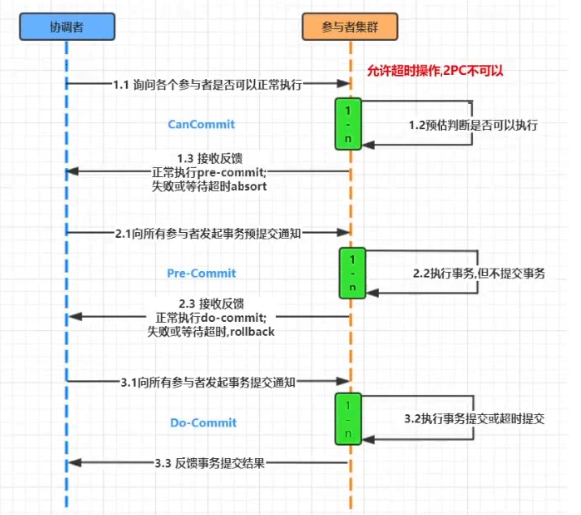 协调者
参与者集群
允许超时操作,2PC不可以
1.1 询问各个参与者是否可以正常执行
CanCommit
1
-
n
1.2预估判断是否可以执行
1.3 接收反馈
正常执行pre-commit;
失败或等待超时absort
2.1向所有参与者发起事务预提交通知
Pre-Commit
1
-
n
2.2执行事务,但不提交事务
2.3 接收反馈
正常执行do-commit;
失败或等待超时,rollback
3.1向所有参与者发起事务提交通知
Do-Commit
1
-
n
3.2执行事务提交或超时提交
3.3 反馈事务提交结果